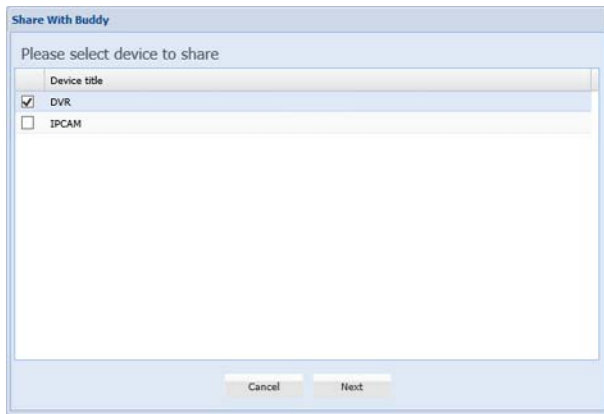 Share With Buddy
Please select device to share
Device title
DVR
IPCAM
Cancel Next